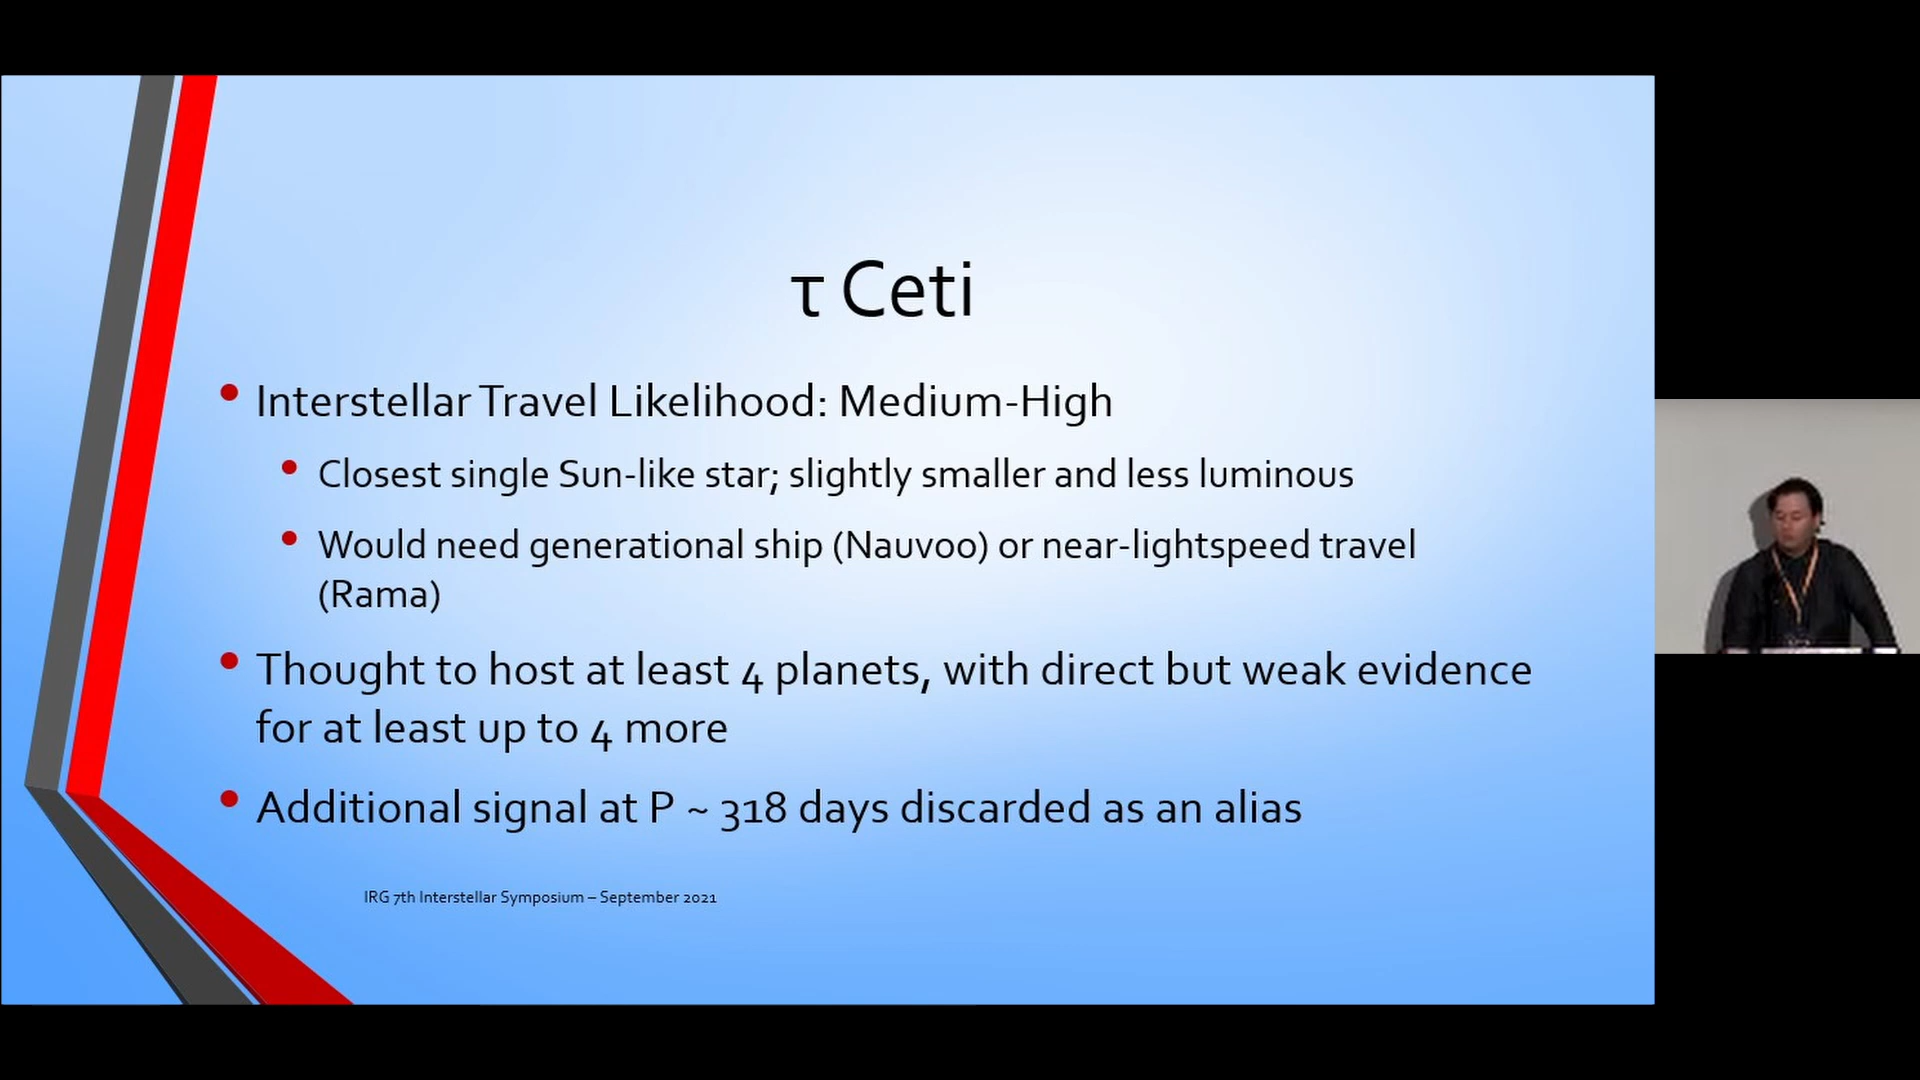 τ Ceti
Interstellar Travel Likelihood: Medium-High
Closest single Sun-like star; slightly smaller and less luminous
Would need generational ship (Nauvoo) or near-lightspeed travel
(Rama)
Thought to host at least 4 planets, with direct but weak evidence
for at least up to 4 more
Additional signal at P ~ 318 days discarded as an alias
IRG 7th Interstellar Symposium – September 2021